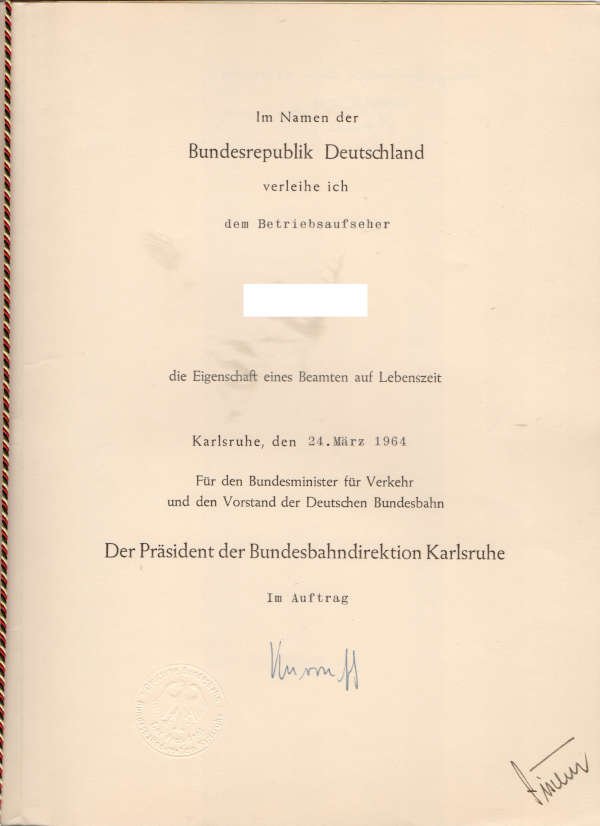 Im Namen der
Bundesrepublik Deutschland
verleihe ich
dem Betriebsaufseher
die Eigenschaft eines Beamten auf Lebenszeit
Karlsruhe, den 24.März 1964
Für den Bundesminister für Verkehr
und den Vorstand der Deutschen Bundesbahn
Der Präsident der Bundesbahndirektion Karlsruhe
Im Auftrag